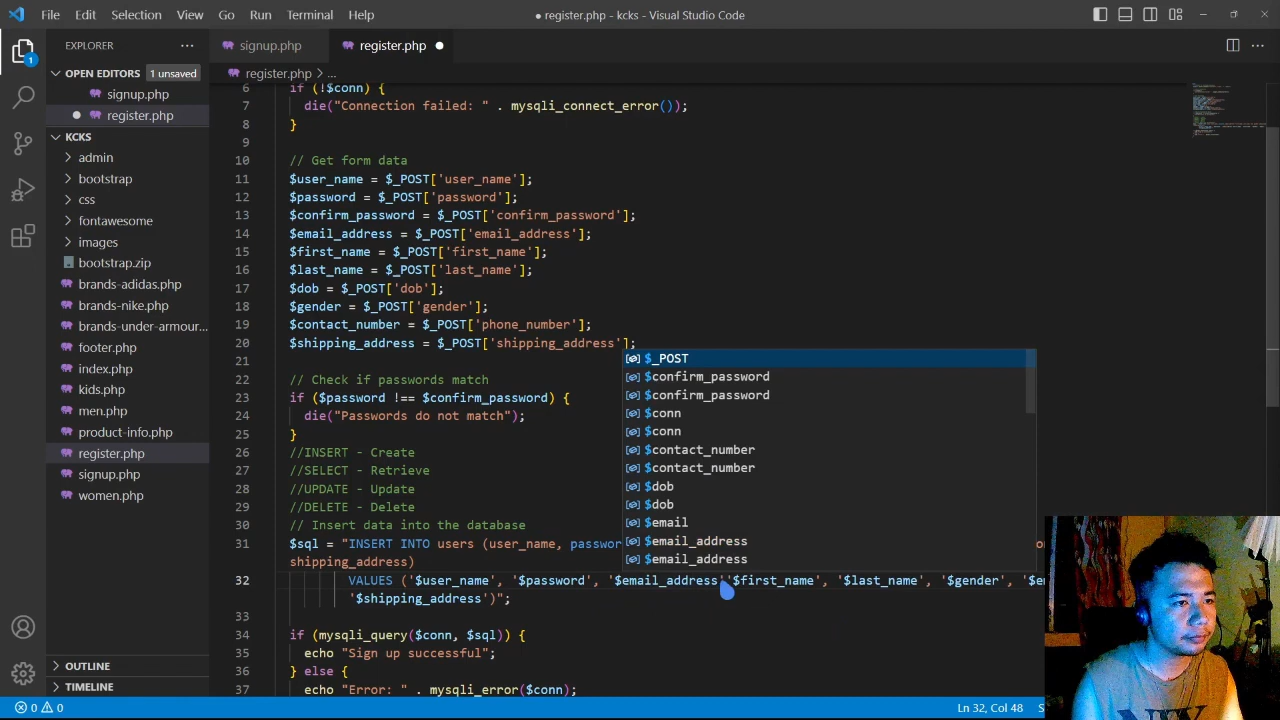 File Edit Selection View Go Run Terminal Help
● register.php - kcks - Visual Studio Code
EXPLORER
signup.php
register.php
OPEN EDITORS 1 unsaved
register.php > ...
signup.php
register.php
KCKS
admin
bootstrap
css
fontawesome
images
bootstrap.zip
brands-adidas.php
brands-nike.php
brands-under-armour...
footer.php
index.php
kids.php
men.php
product-info.php
register.php
signup.php
women.php
OUTLINE
TIMELINE
1
6 if (!$conn) {
7 die("Connection failed: " . mysqli_connect_error());
8 }
9
10 // Get form data
11 $user_name = $_POST['user_name'];
12 $password = $_POST['password'];
13 $confirm_password = $_POST['confirm_password'];
14 $email_address = $_POST['email_address'];
15 $first_name = $_POST['first_name'];
16 $last_name = $_POST['last_name'];
17 $dob = $_POST['dob'];
18 $gender = $_POST['gender'];
19 $contact_number = $_POST['phone_number'];
20 $shipping_address = $_POST['shipping_address'];
21
22 // Check if passwords match
23 if ($password !== $confirm_password) {
24 die("Passwords do not match");
25 }
26 //INSERT - Create
27 //SELECT - Retrieve
28 //UPDATE - Update
29 //DELETE - Delete
30 // Insert data into the database
31 $sql = "INSERT INTO users (user_name, passwor
shipping_address)
32 VALUES ('$user_name', '$password', '$email_address' '$first_name', '$last_name', '$gender',
'$shipping_address')";
33
34 if (mysqli_query($conn, $sql)) {
35 echo "Sign up successful";
36 } else {
37 echo "Error: " . mysqli_error($conn);
$_POST
$confirm_password
$confirm_password
$conn
$conn
$contact_number
$contact_number
$dob
$dob
$email
$email_address
$email_address
0 0
Ln 32, Col 48